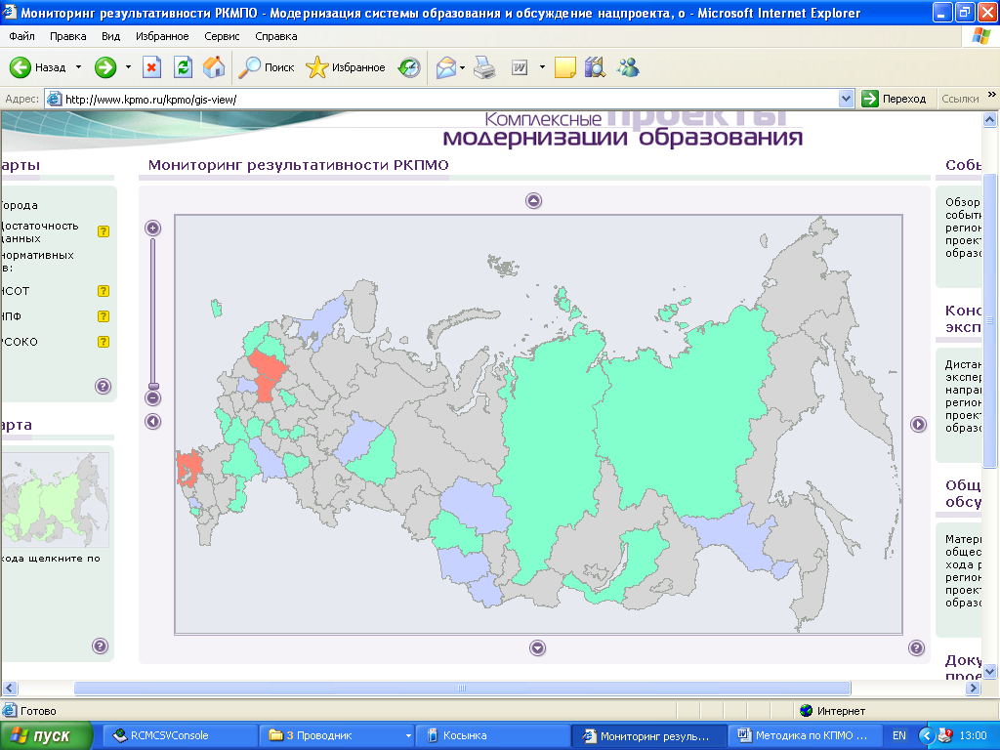 Мониторинг результативности РКМПО - Модернизация системы образования и обсуждение нацпроекта, о - Microsoft Internet Explorer
Файл Правка Вид Избранное Сервис Справка
Назад Поиск Избранное
Адрес: http://www.kpmo.ru/kpmo/gis-view/ Переход Ссылки »
Комплексные проекты
модернизации образования
арты
орода
Достаточность
данных
нормативных
в:
НСОТ
НПФ
РСОКО
арта
хода щелкните по
Мониторинг результативности РКПМО
Собы
Обзор
событи
регион
проект
образо
Конс
эксп
Дистан
экспер
направ
регион
проект
образо
Общ
обсу
Матери
общес
хода р
регион
проект
образо
Доку
прое
Готово Интернет
пуск RCMCSVConsole 3 Проводник Косынка Мониторинг резуль... Методика по КПМО ... EN 13:00